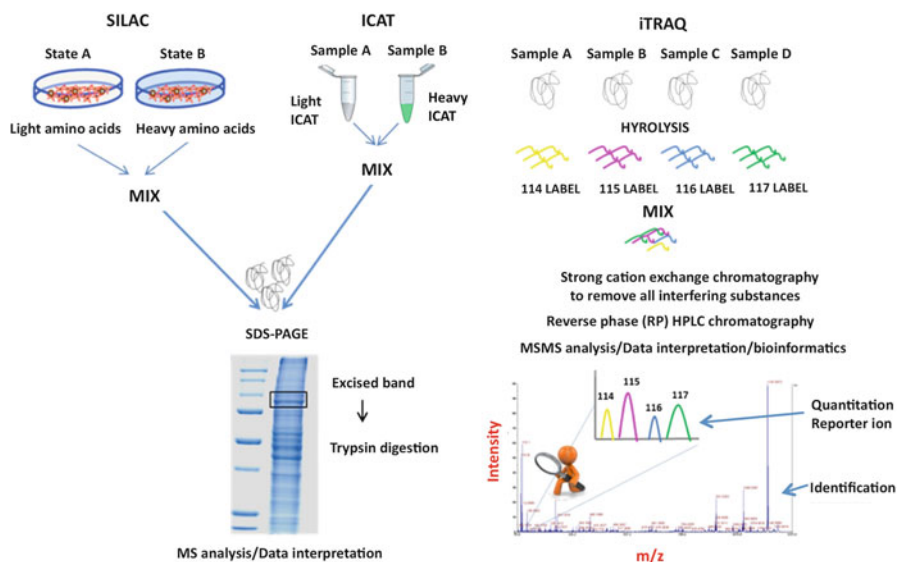 SILAC
State A
State B
Light amino acids
Heavy amino acids
MIX
ICAT
Sample A
Sample B
Light
ICAT
Heavy
ICAT
MIX
SDS-PAGE
Excised band
Trypsin digestion
MS analysis/Data interpretation
iTRAQ
Sample A
Sample B
Sample C
Sample D
HYROLYSIS
114 LABEL
115 LABEL
116 LABEL
117 LABEL
MIX
Strong cation exchange chromatography
to remove all interfering substances
Reverse phase (RP) HPLC chromatography
MSMS analysis/Data interpretation/bioinformatics
114
115
116
117
Quantitation
Reporter ion
Identification
Intensity
m/z